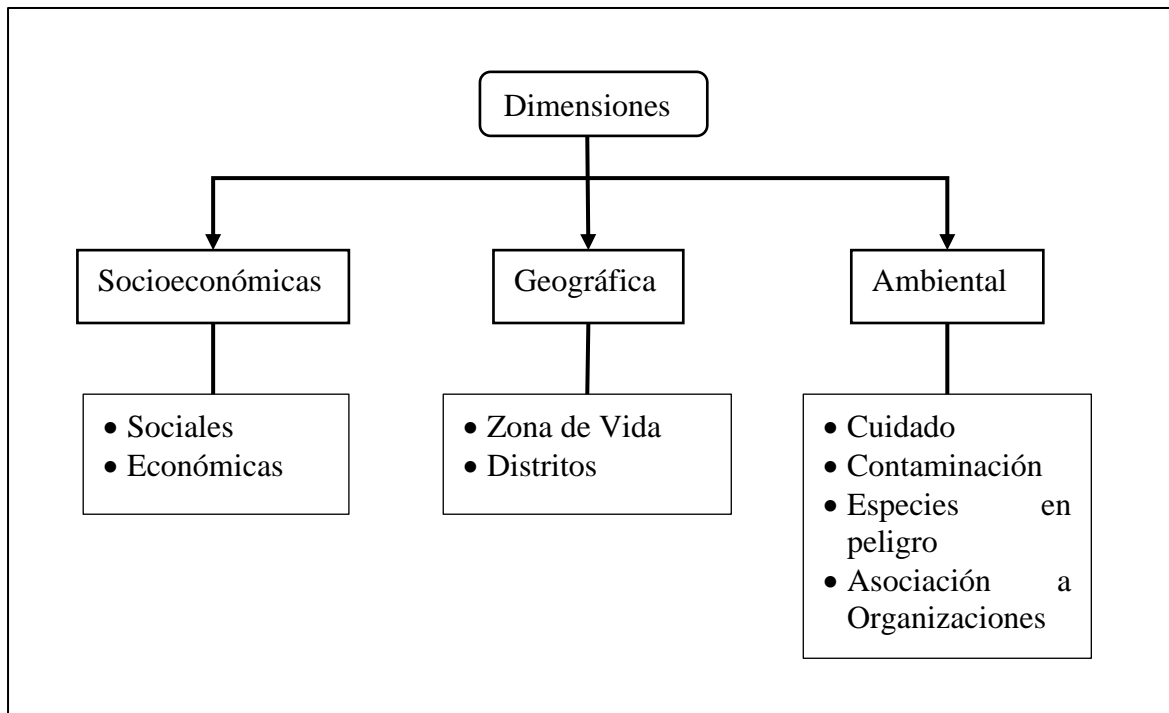 Dimensiones
Socioeconómicas
Geográfica
Ambiental
• Sociales
• Económicas
• Zona de Vida
• Distritos
• Cuidado
• Contaminación
• Especies en
peligro
• Asociación a
Organizaciones